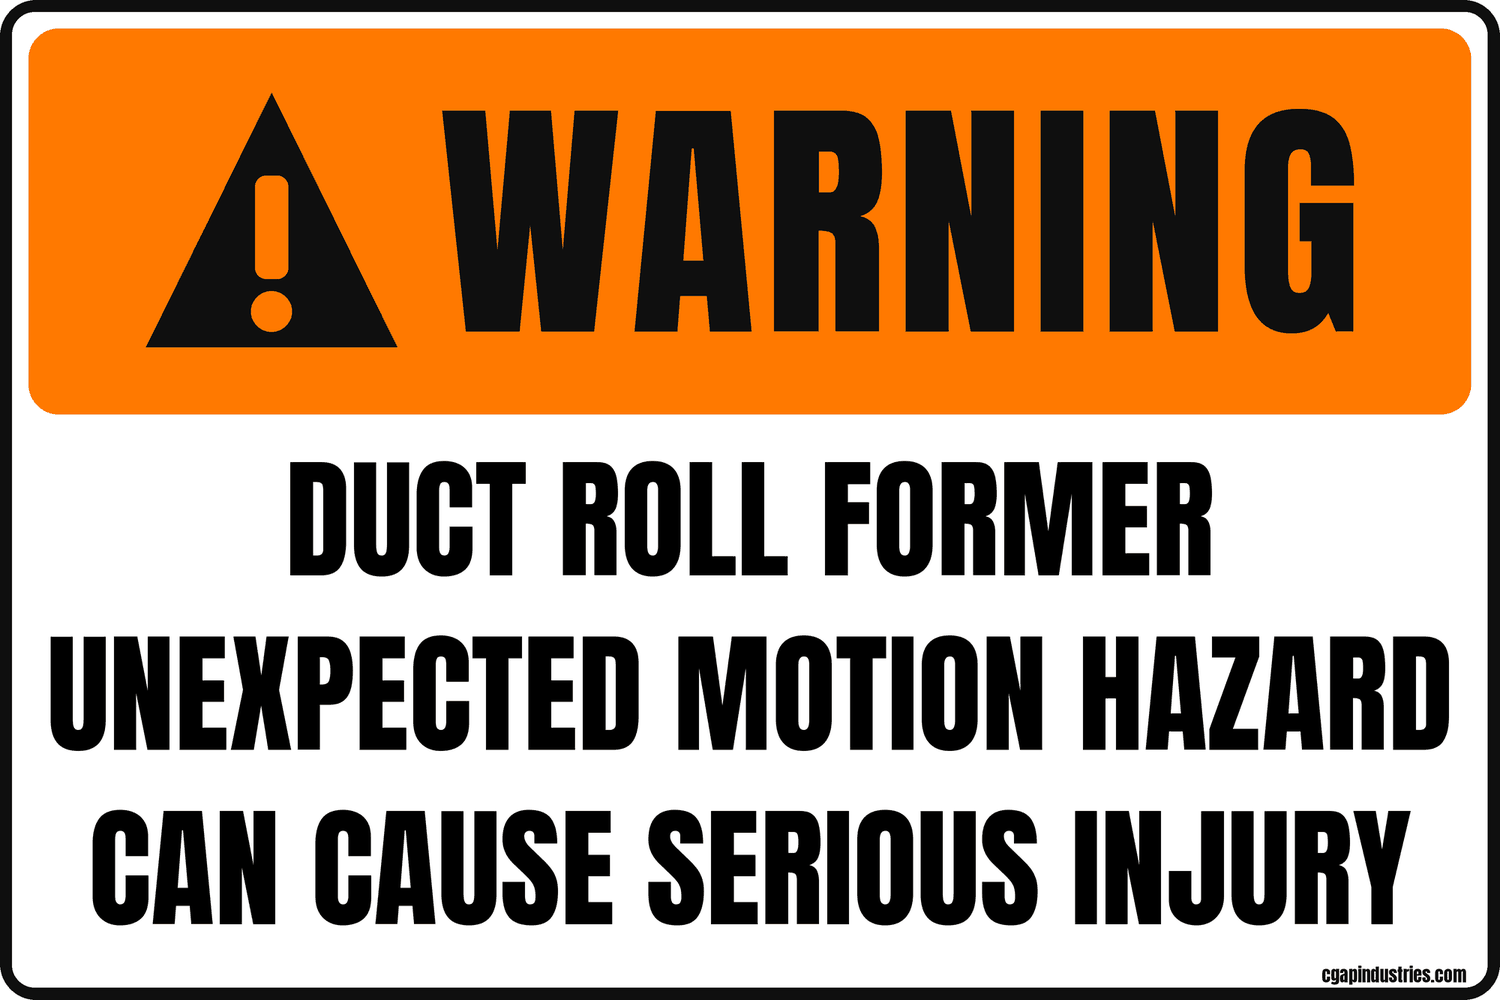 WARNING
DUCT ROLL FORMER
UNEXPECTED MOTION HAZARD
CAN CAUSE SERIOUS INJURY
cgapindustries.com